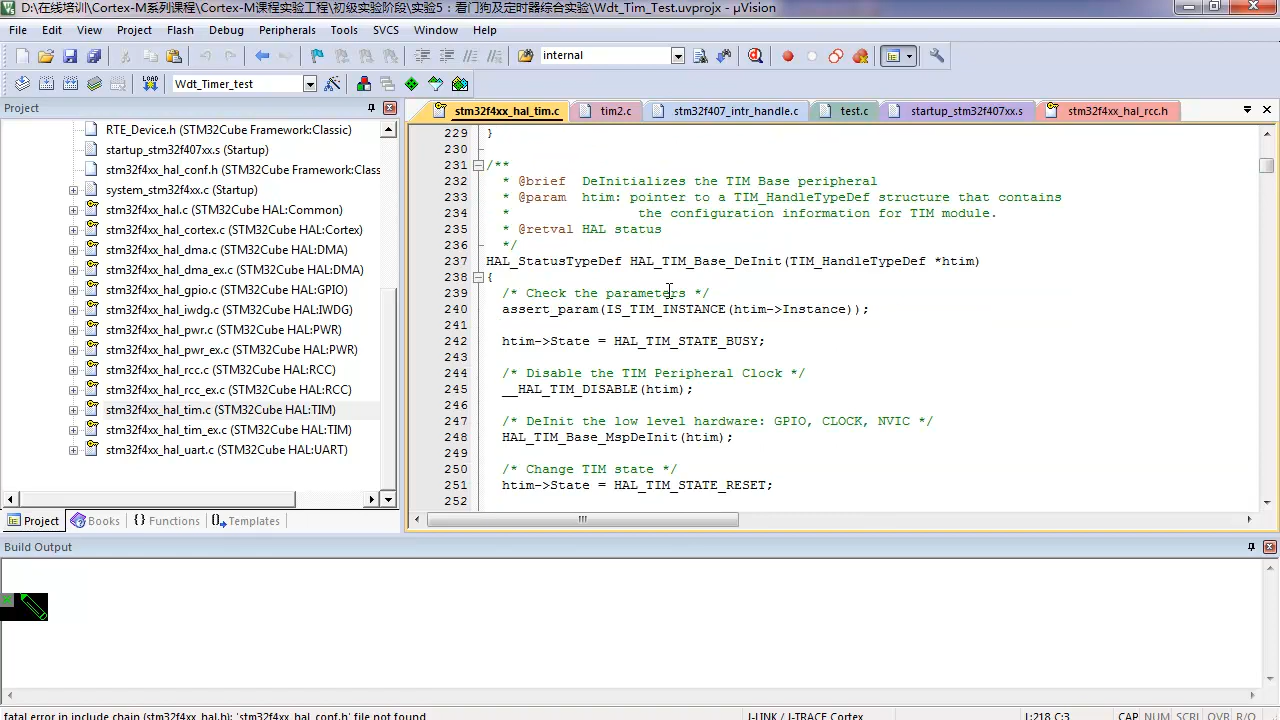 D:\在线培训\Cortex-M系列课程\Cortex-M课程实验工程\初级实验阶段\实验5：看门狗及定时器综合实验\Wdt_Tim_Test.uvprojx - µVision
File Edit View Project Flash Debug Peripherals Tools SVCS Window Help
internal
LOAD Wdt_Timer_test
Project
RTE_Device.h (STM32Cube Framework:Classic)
startup_stm32f407xx.s (Startup)
stm32f4xx_hal_conf.h (STM32Cube Framework:Class
system_stm32f4xx.c (Startup)
stm32f4xx_hal.c (STM32Cube HAL:Common)
stm32f4xx_hal_cortex.c (STM32Cube HAL:Cortex)
stm32f4xx_hal_dma.c (STM32Cube HAL:DMA)
stm32f4xx_hal_dma_ex.c (STM32Cube HAL:DMA)
stm32f4xx_hal_gpio.c (STM32Cube HAL:GPIO)
stm32f4xx_hal_iwdg.c (STM32Cube HAL:IWDG)
stm32f4xx_hal_pwr.c (STM32Cube HAL:PWR)
stm32f4xx_hal_pwr_ex.c (STM32Cube HAL:PWR)
stm32f4xx_hal_rcc.c (STM32Cube HAL:RCC)
stm32f4xx_hal_rcc_ex.c (STM32Cube HAL:RCC)
stm32f4xx_hal_tim.c (STM32Cube HAL:TIM)
stm32f4xx_hal_tim_ex.c (STM32Cube HAL:TIM)
stm32f4xx_hal_uart.c (STM32Cube HAL:UART)
Project Books Functions Templates
stm32f4xx_hal_tim.c tim2.c stm32f407_intr_handle.c test.c startup_stm32f407xx.s stm32f4xx_hal_rcc.h
229 }
230
231 /**
232 * @brief DeInitializes the TIM Base peripheral
233 * @param htim: pointer to a TIM_HandleTypeDef structure that contains
234 * the configuration information for TIM module.
235 * @retval HAL status
236 */
237 HAL_StatusTypeDef HAL_TIM_Base_DeInit(TIM_HandleTypeDef *htim)
238 {
239 /* Check the parameters */
240 assert_param(IS_TIM_INSTANCE(htim->Instance));
241
242 htim->State = HAL_TIM_STATE_BUSY;
243
244 /* Disable the TIM Peripheral Clock */
245 __HAL_TIM_DISABLE(htim);
246
247 /* DeInit the low level hardware: GPIO, CLOCK, NVIC */
248 HAL_TIM_Base_MspDeInit(htim);
249
250 /* Change TIM state */
251 htim->State = HAL_TIM_STATE_RESET;
252
Build Output
fatal error in include chain (stm32f4xx_hal.h): 'stm32f4xx_hal_conf.h' file not found J-LINK / J-TRACE Cortex L:218 C:3 CAP NUM SCRL OVR R/O